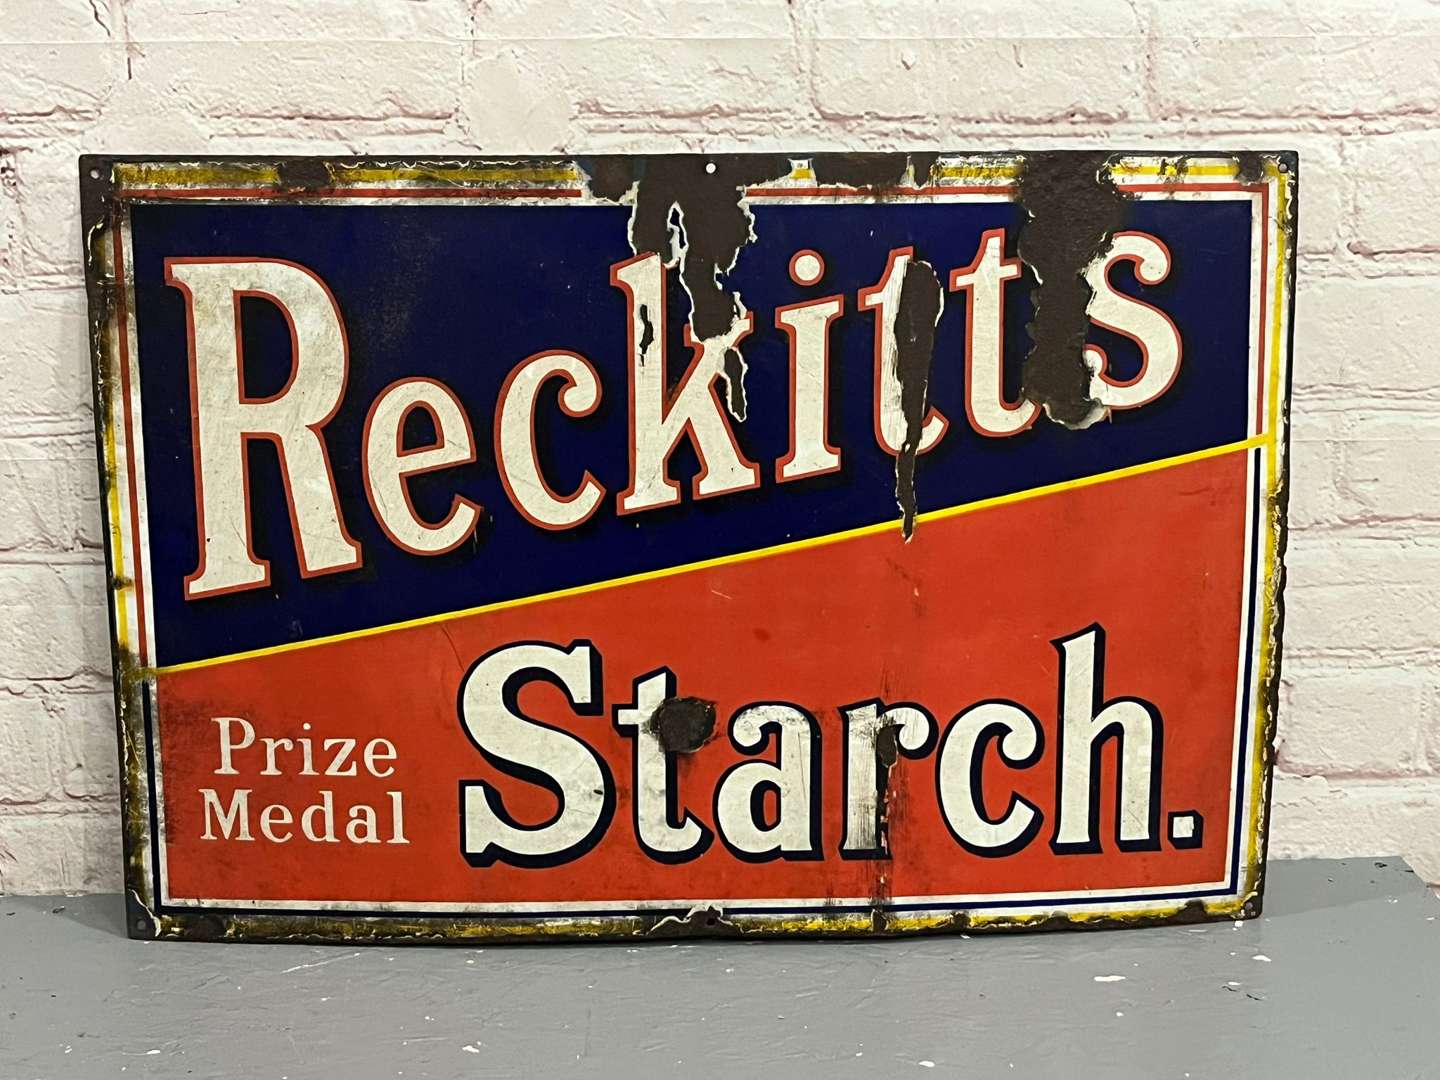 Reckitts
Prize
Medal
Starch.